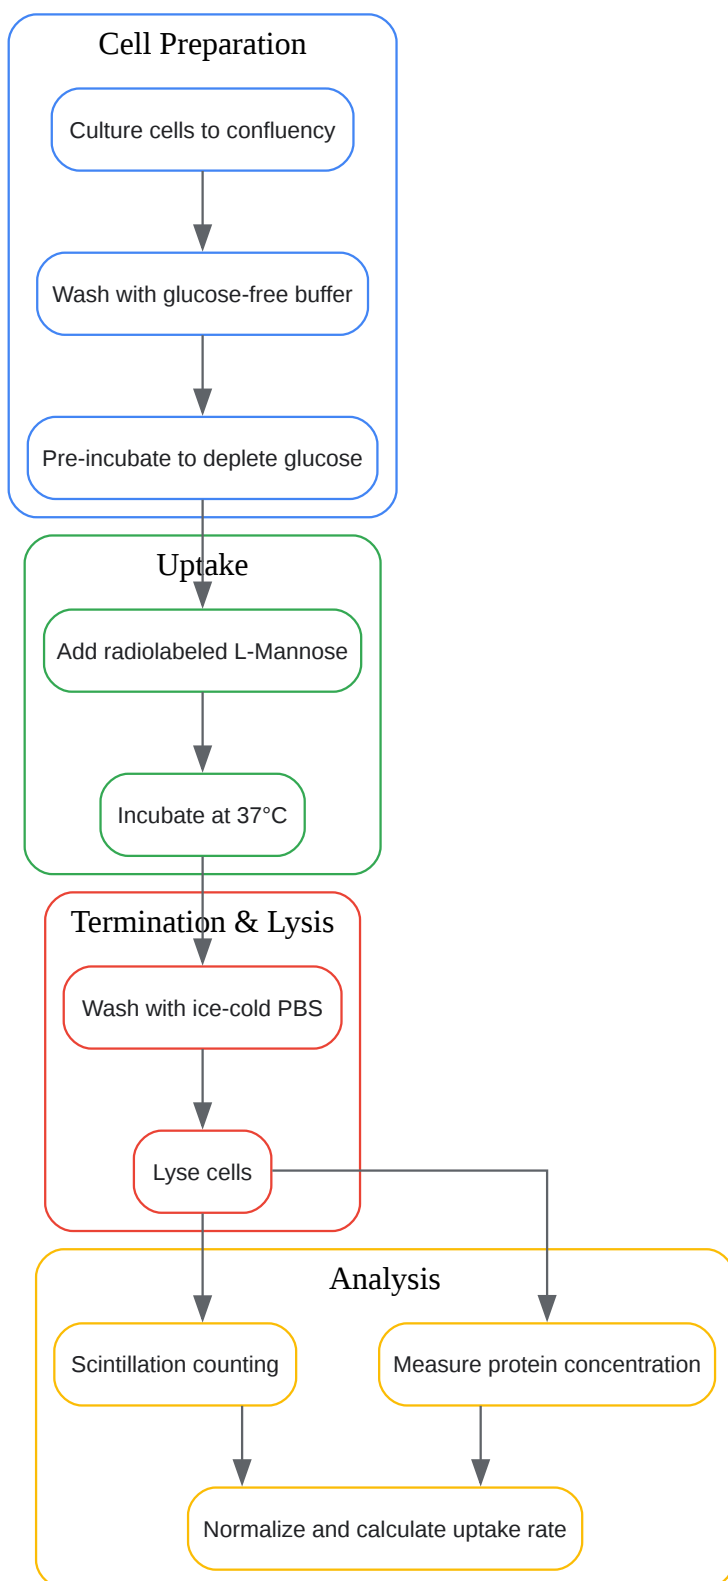 Cell Preparation
Culture cells to confluency
Wash with glucose-free buffer
Pre-incubate to deplete glucose
Uptake
Add radiolabeled L-Mannose
Incubate at 37°C
Termination & Lysis
Wash with ice-cold PBS
Lyse cells
Analysis
Scintillation counting
Measure protein concentration
Normalize and calculate uptake rate